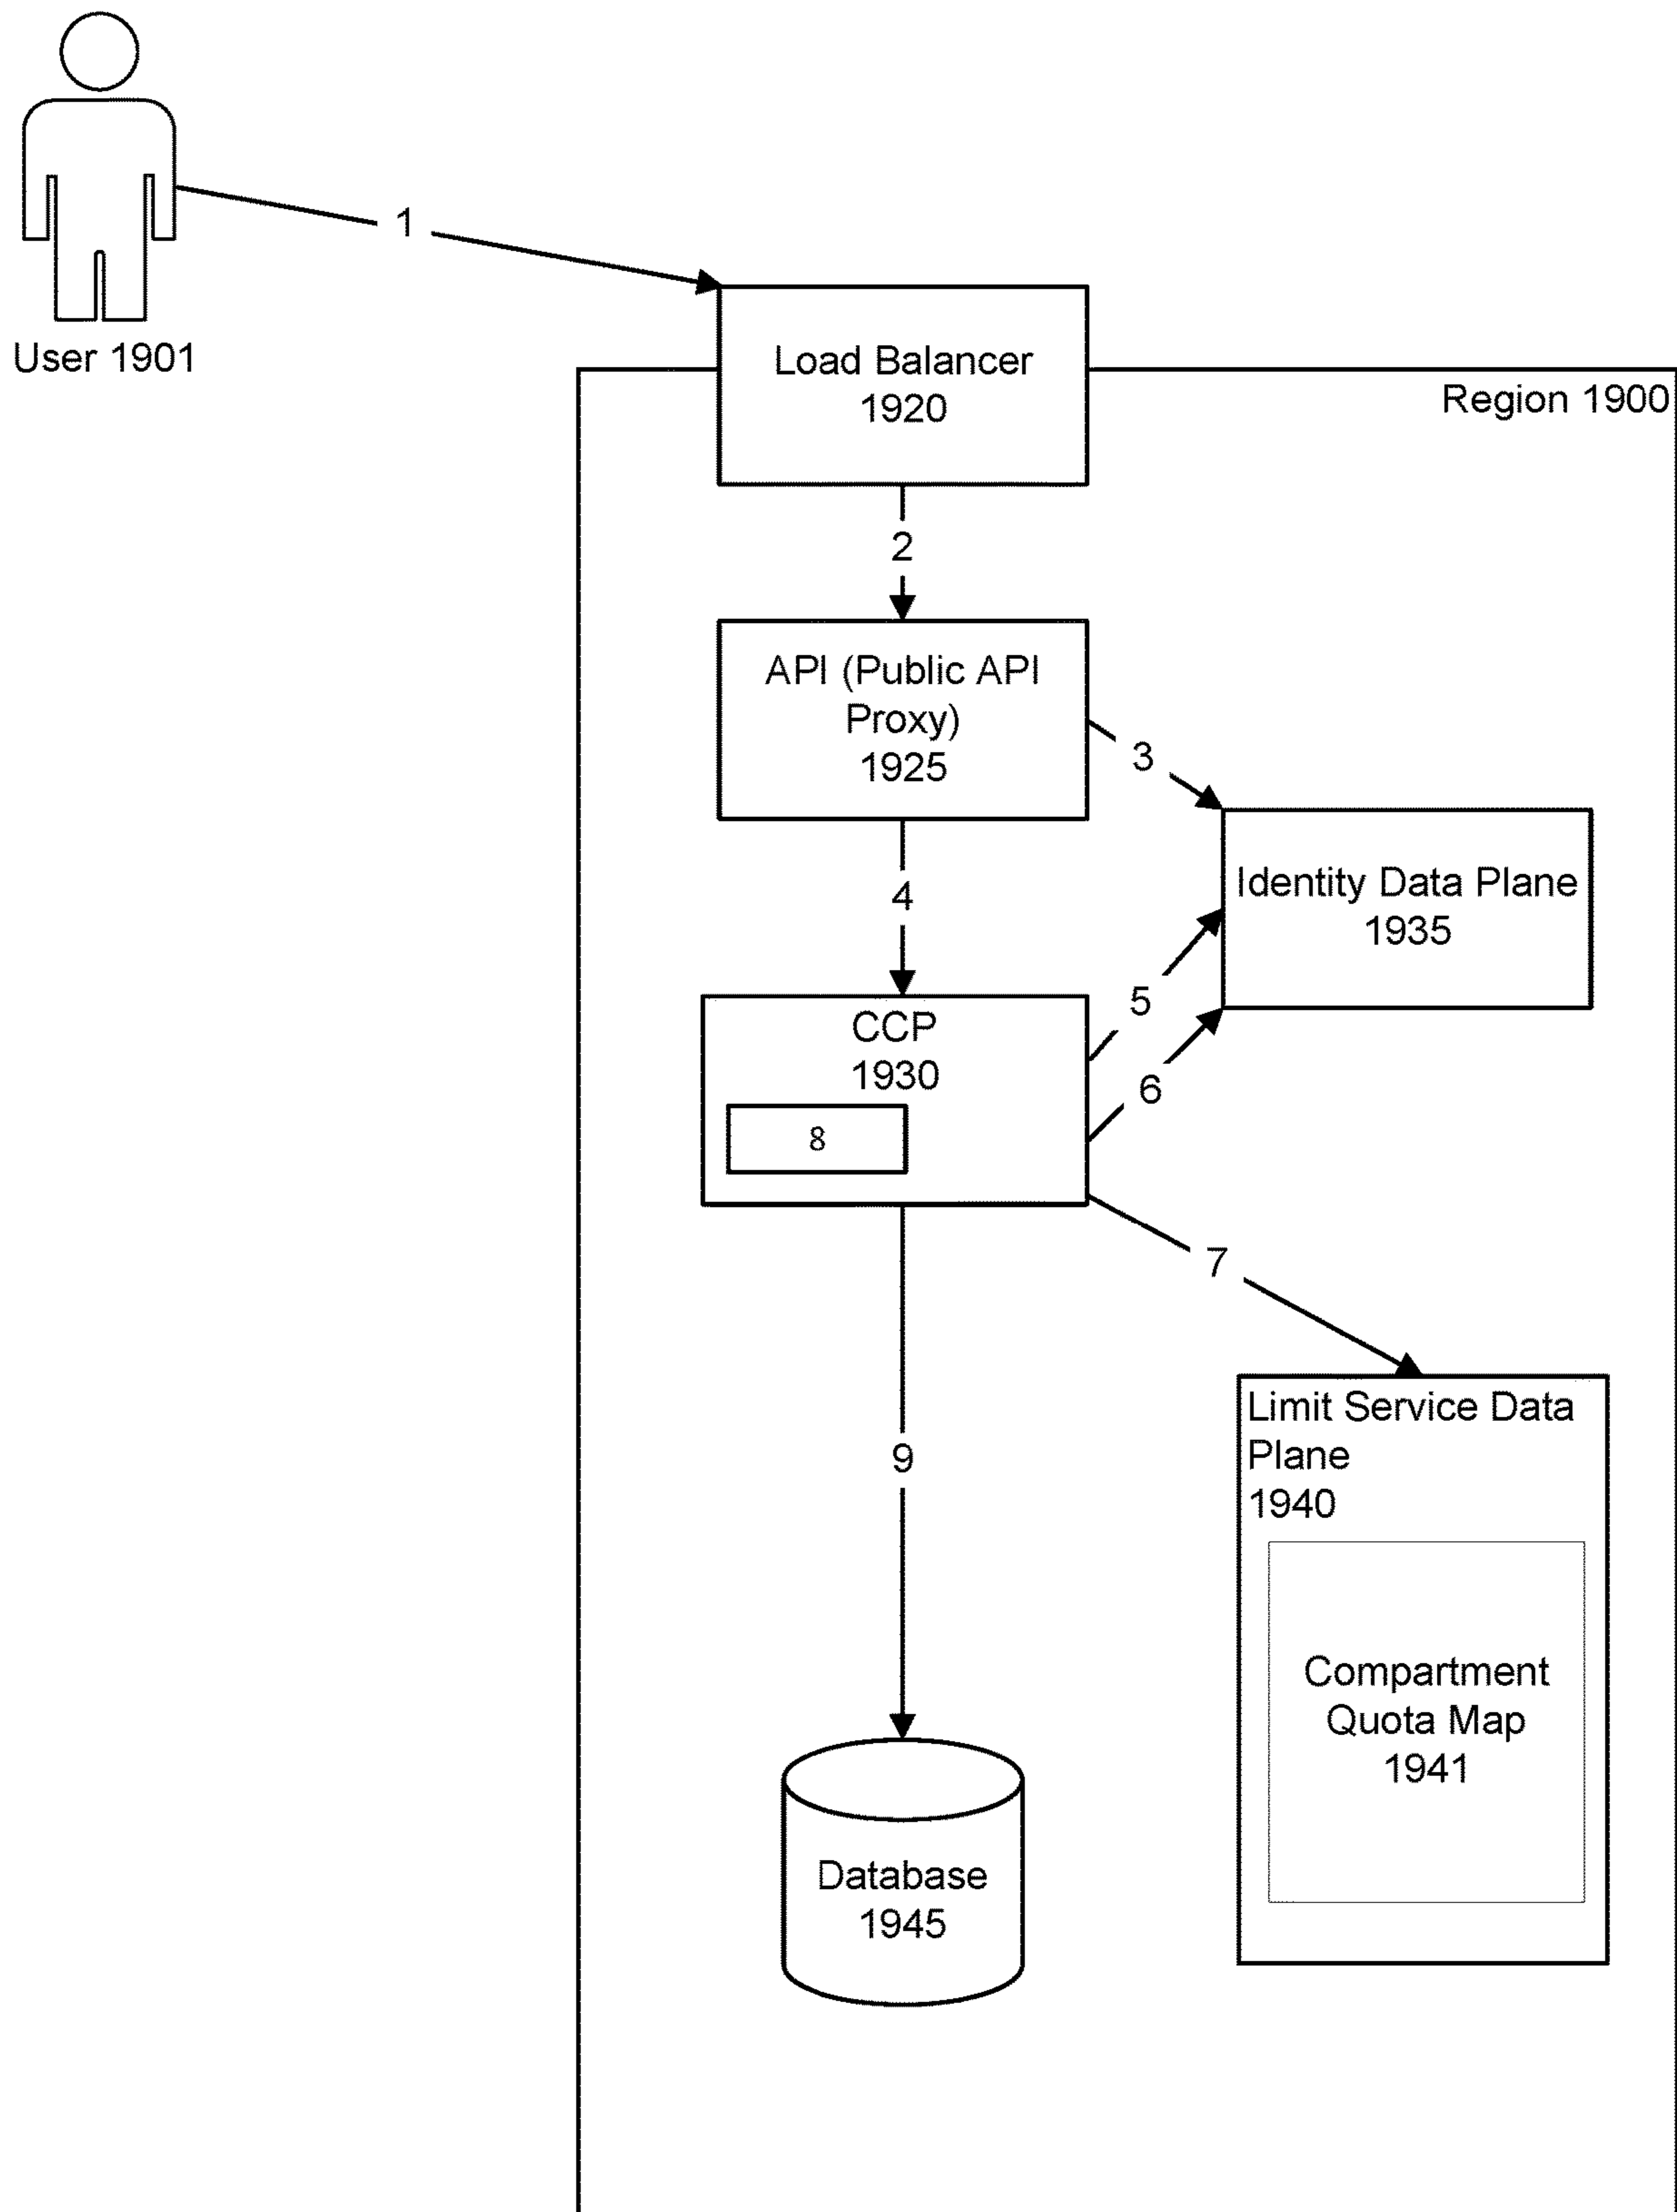 1
User 1901
Load Balancer
1920
Region 1900
2
API (Public API
Proxy)
1925
3
4
Identity Data Plane
1935
CCP
1930
5
6
8
7
9
Limit Service Data
Plane
1940
Compartment
Quota Map
1941
Database
1945